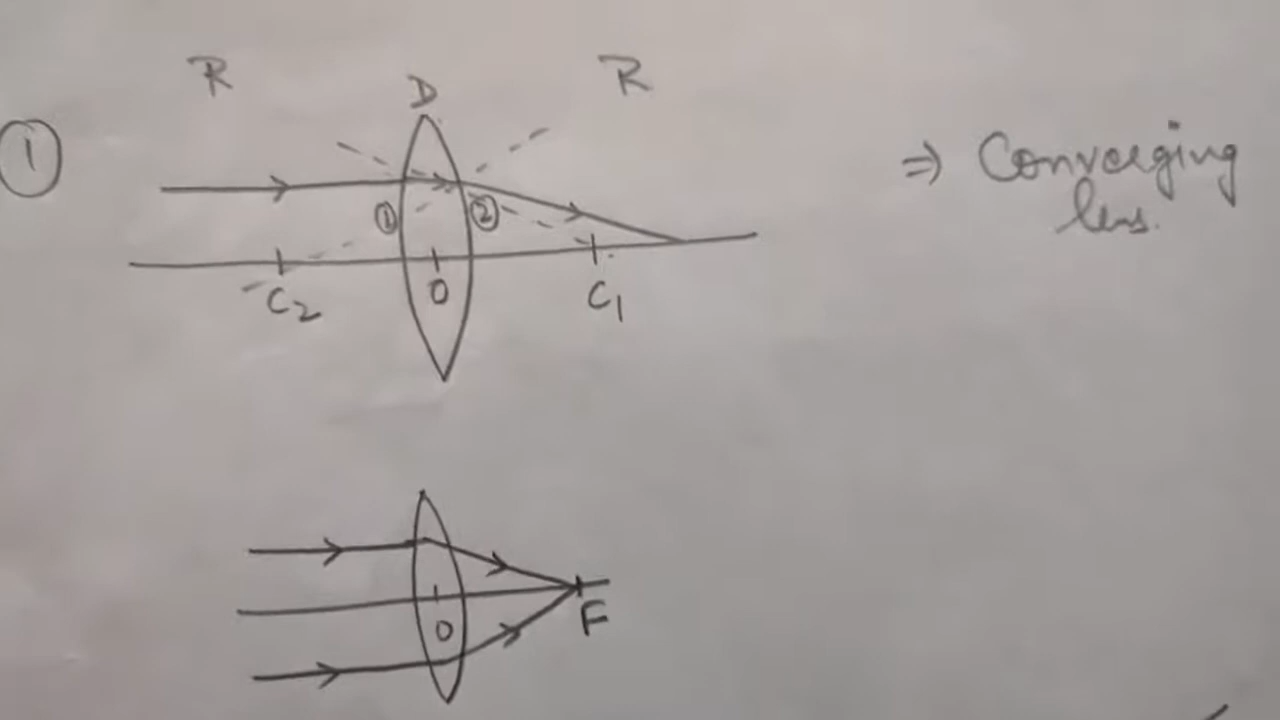 R D R
①
⇒ Converging
lens.
① ②
C₂ O C₁
O F